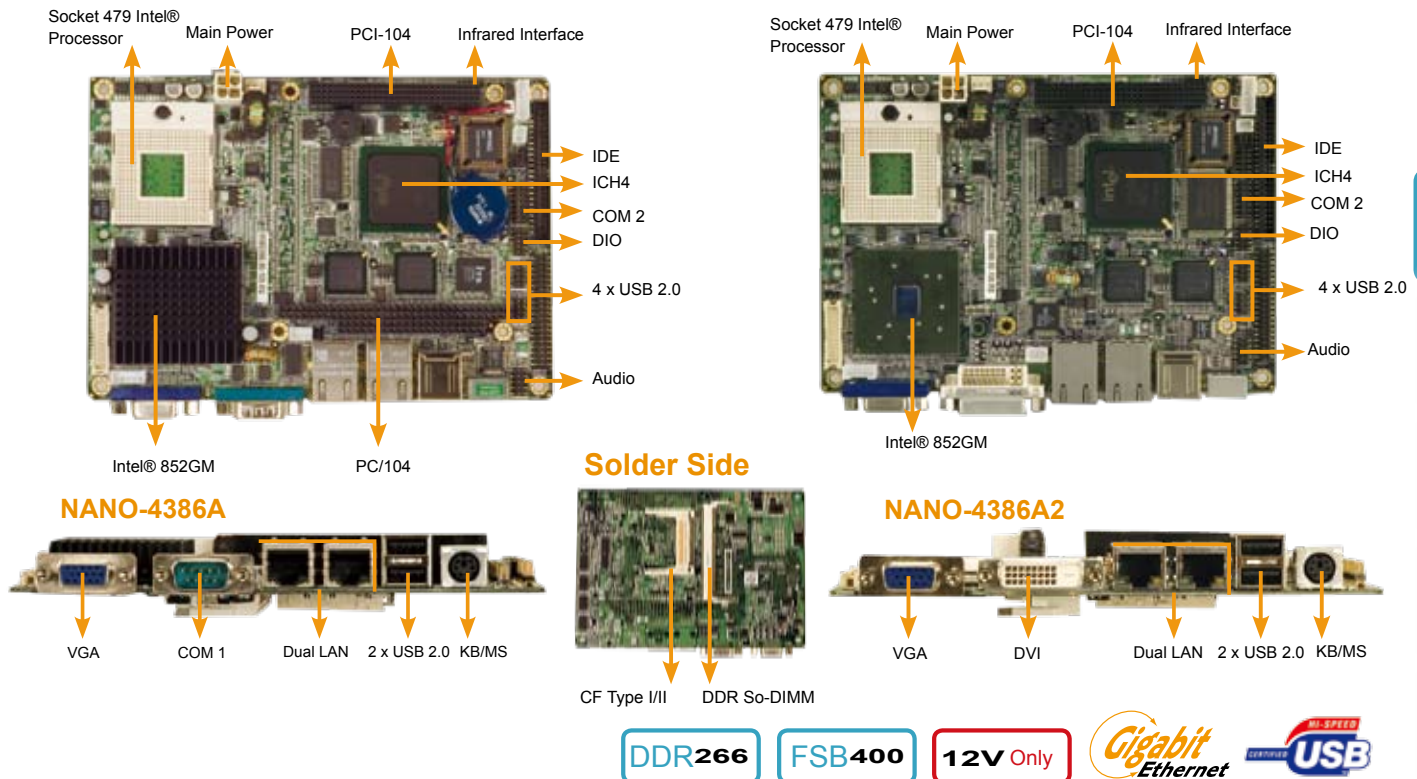 Socket 479 Intel®
Processor
Main Power
PCI-104
Infrared Interface
IDE
ICH4
COM 2
DIO
4 x USB 2.0
Audio
Intel® 852GM
PC/104
Socket 479 Intel®
Processor
Main Power
PCI-104
Infrared Interface
IDE
ICH4
COM 2
DIO
4 x USB 2.0
Audio
Intel® 852GM
NANO-4386A
VGA
COM 1
Dual LAN
2 x USB 2.0
KB/MS
Solder Side
CF Type I/II
DDR So-DIMM
NANO-4386A2
VGA
DVI
Dual LAN
2 x USB 2.0
KB/MS
DDR266
FSB400
12V Only
Gigabit
Ethernet
HI-SPEED
CERTIFIED
USB